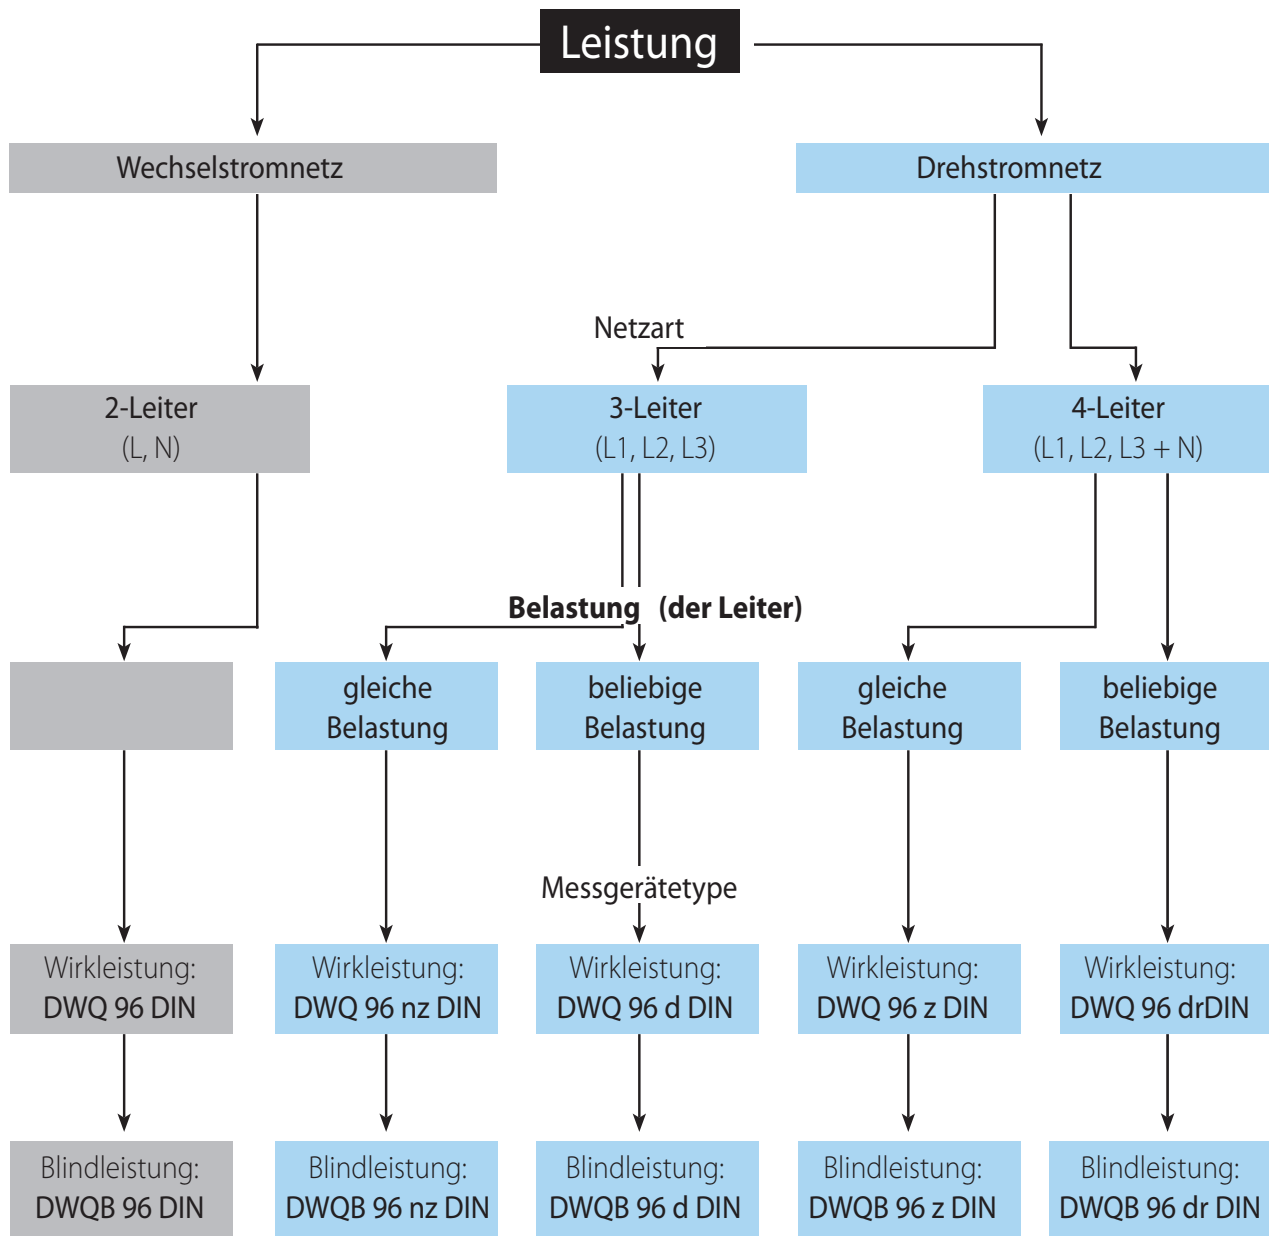 Leistung
Wechselstromnetz
Drehstromnetz
Netzart
2-Leiter
(L, N)
3-Leiter
(L1, L2, L3)
4-Leiter
(L1, L2, L3 + N)
Belastung (der Leiter)
gleiche
Belastung
beliebige
Belastung
gleiche
Belastung
beliebige
Belastung
Messgerätetype
Wirkleistung:
DWQ 96 DIN
Wirkleistung:
DWQ 96 nz DIN
Wirkleistung:
DWQ 96 d DIN
Wirkleistung:
DWQ 96 z DIN
Wirkleistung:
DWQ 96 drDIN
Blindleistung:
DWQB 96 DIN
Blindleistung:
DWQB 96 nz DIN
Blindleistung:
DWQB 96 d DIN
Blindleistung:
DWQB 96 z DIN
Blindleistung:
DWQB 96 dr DIN